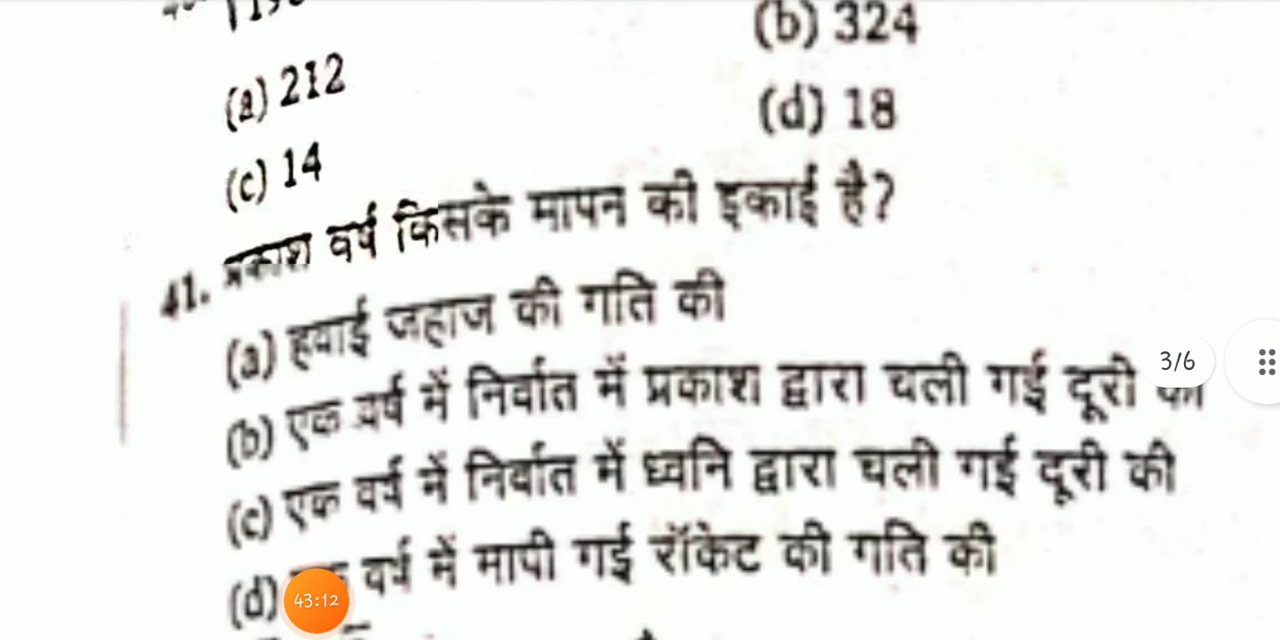 (b) 324
(a) 212
(d) 18
(c) 14
41. प्रकाश वर्ष किसके मापन की इकाई है?
(a) हवाई जहाज की गति की
(b) एक वर्ष में निर्वात में प्रकाश द्वारा चली गई दूरी की
3/6
(c) एक वर्ष में निर्वात में ध्वनि द्वारा चली गई दूरी की
(d) वर्ष में मापी गई रॉकेट की गति की
43:12